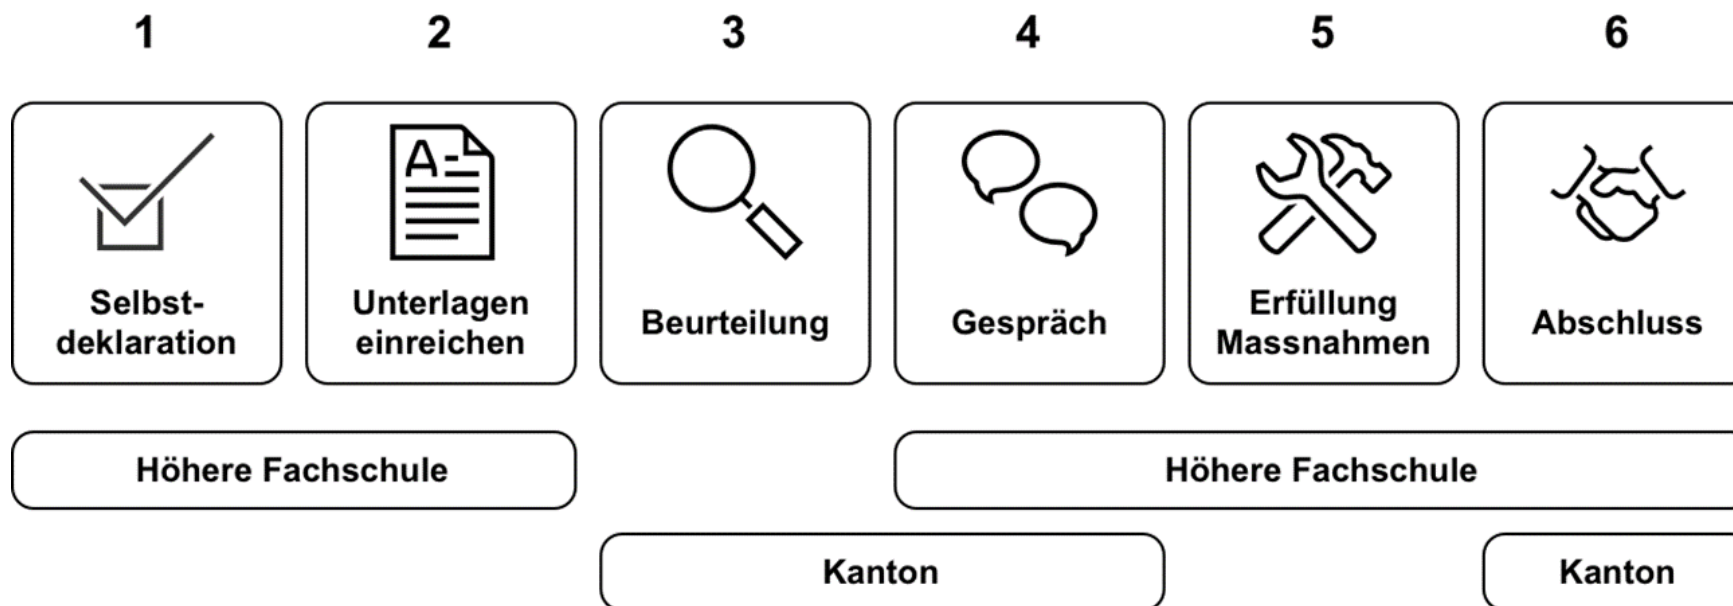 1 2 3 4 5 6
A-
Selbst-
deklaration
Unterlagen
einreichen
Beurteilung
Gespräch
Erfüllung
Massnahmen
Abschluss
Höhere Fachschule
Höhere Fachschule
Kanton
Kanton